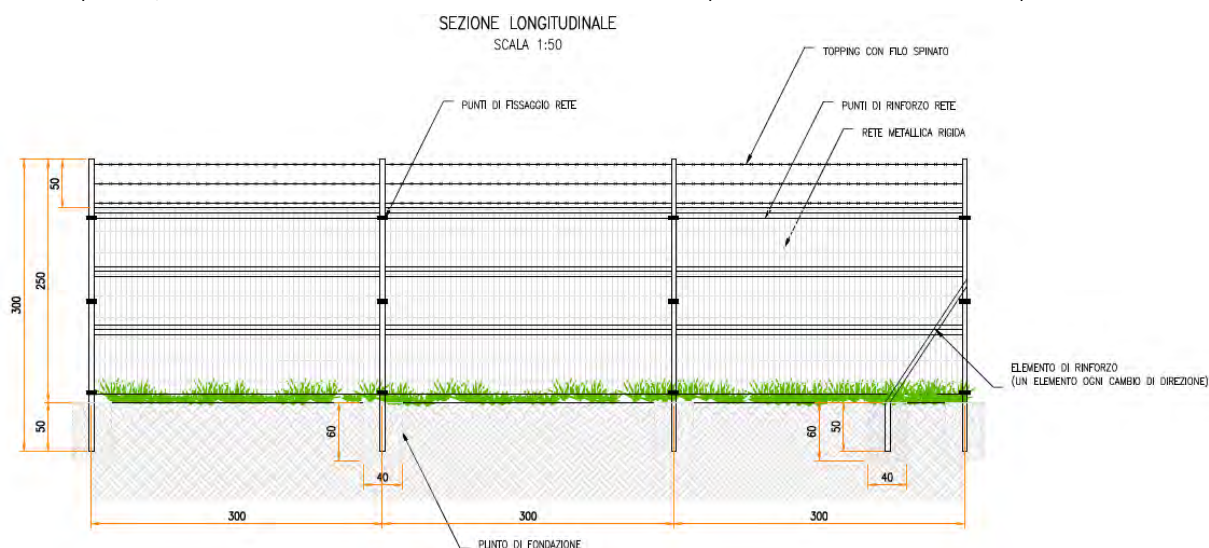 SEZIONE LONGITUDINALE
SCALA 1:50
TOPPING CON FILO SPINATO
PUNTI DI FISSAGGIO RETE
PUNTI DI RINFORZO RETE
RETE METALLICA RIGIDA
50
250
300
50
60
40
60
50
40
ELEMENTO DI RINFORZO
(UN ELEMENTO OGNI CAMBIO DI DIREZIONE)
300
300
300
PUNTO DI FONDAZIONE